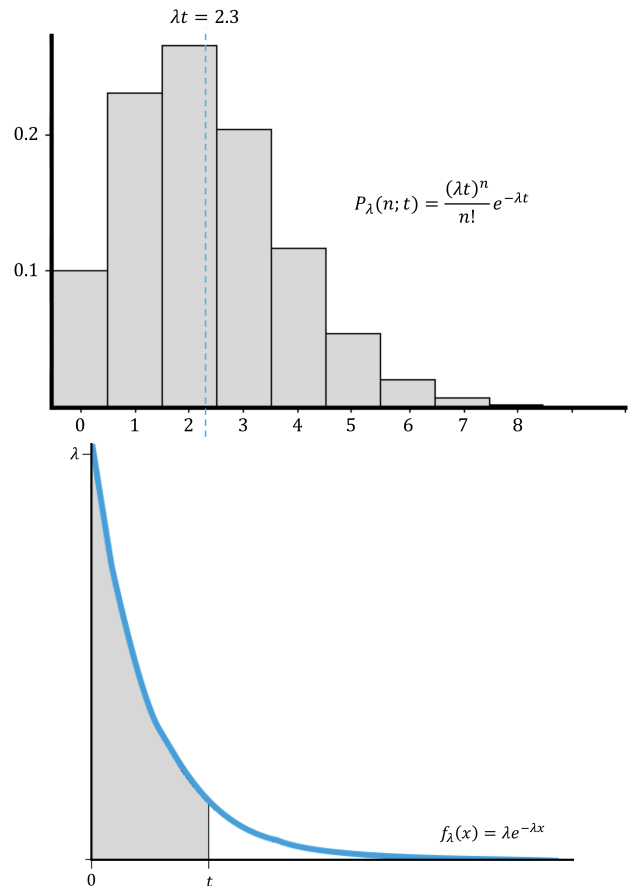 λt = 2.3
0.2
P_λ(n; t) = (λt)^n / n! e^{−λt}
0.1
0 1 2 3 4 5 6 7 8
λ
f_λ(x) = λe^{−λx}
0 t